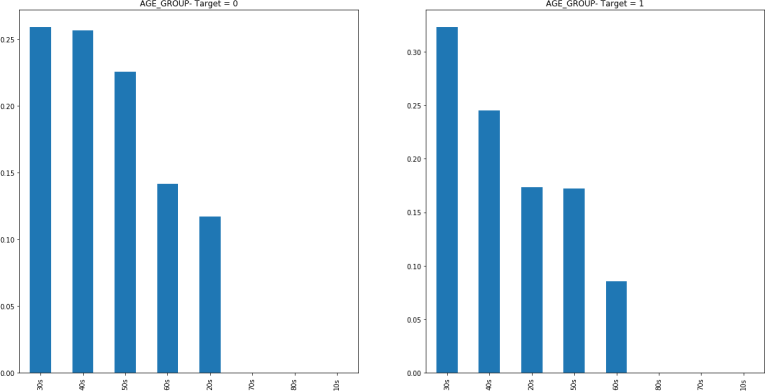 AGE_GROUP- Target = 0
0.25
0.20
0.15
0.10
0.05
0.00
30s
40s
50s
60s
20s
70s
80s
10s
AGE_GROUP- Target = 1
0.30
0.25
0.20
0.15
0.10
0.05
0.00
30s
40s
20s
50s
60s
80s
70s
10s